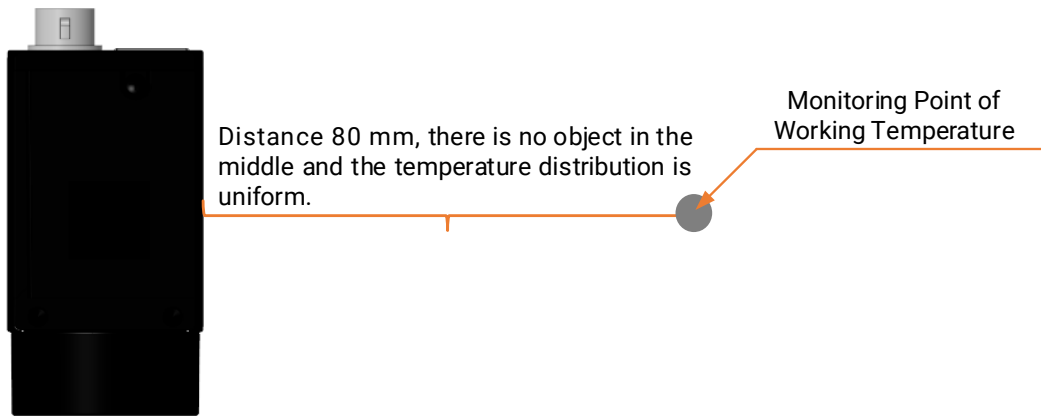 Monitoring Point of
Working Temperature
Distance 80 mm, there is no object in the
middle and the temperature distribution is
uniform.